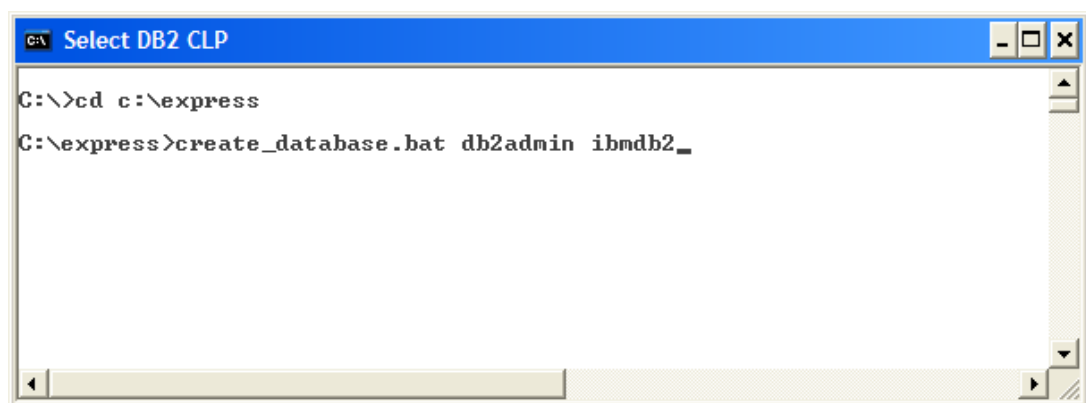 Select DB2 CLP
C:\>cd c:\express
C:\express>create_database.bat db2admin ibmdb2_